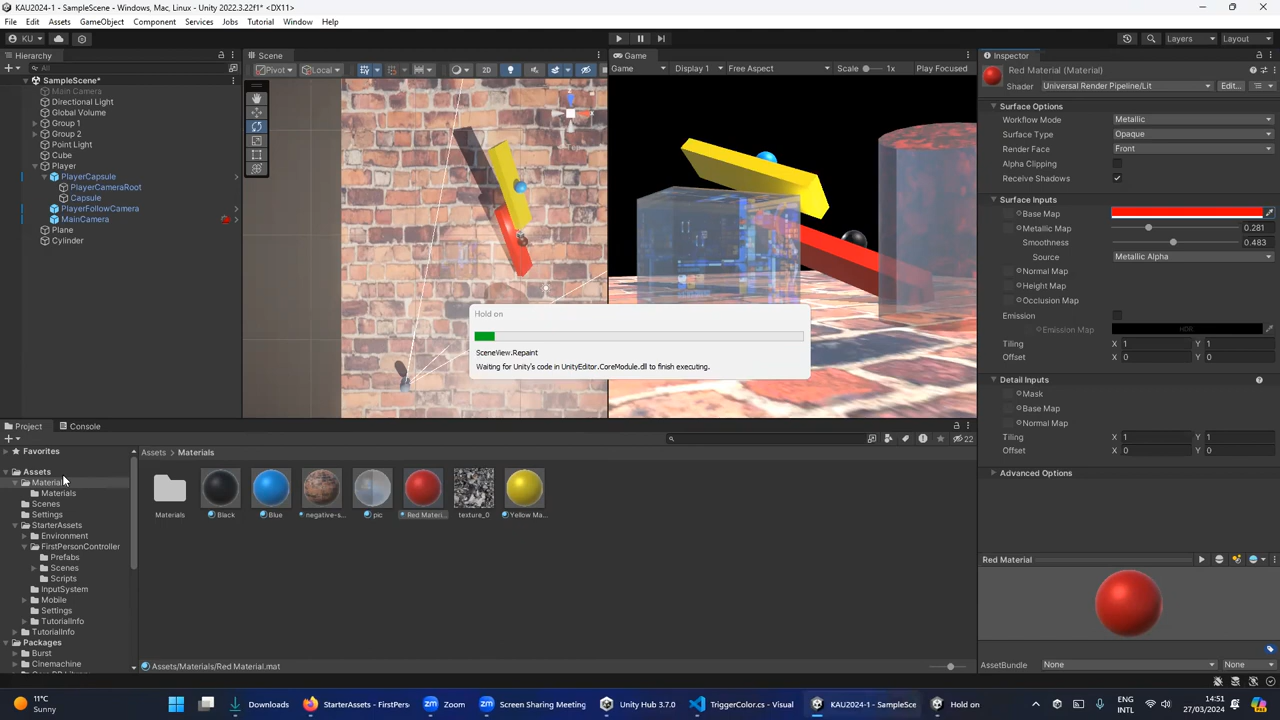 KAU2024-1 - SampleScene - Windows, Mac, Linux - Unity 2022.3.22f1* <DX11>
File Edit Assets GameObject Component Services Jobs Tutorial Window Help
KU Layers Layout
Hierarchy
All
SampleScene*
Main Camera
Directional Light
Global Volume
Group 1
Group 2
Point Light
Cube
Player
PlayerCapsule
PlayerCameraRoot
Capsule
PlayerFollowCamera
MainCamera
Plane
Cylinder
Scene
Pivot Local 2D
Top
Game
Game Display 1 Free Aspect Scale 1x Play Focused
Hold on
SceneView.Repaint
Waiting for Unity's code in UnityEditor.CoreModule.dll to finish executing.
Inspector
Red Material (Material)
Shader Universal Render Pipeline/Lit Edit...
Surface Options
Workflow Mode Metallic
Surface Type Opaque
Render Face Front
Alpha Clipping
Receive Shadows
Surface Inputs
Base Map
Metallic Map 0.281
Smoothness 0.483
Source Metallic Alpha
Normal Map
Height Map
Occlusion Map
Emission
Emission Map HDR
Tiling X 1 Y 1
Offset X 0 Y 0
Detail Inputs
Mask
Base Map
Normal Map
Tiling X 1 Y 1
Offset X 0 Y 0
Advanced Options
Red Material
AssetBundle None None
Project Console
22
Favorites
Assets
Material
Materials
Scenes
Settings
StarterAssets
Environment
FirstPersonController
Prefabs
Scenes
Scripts
InputSystem
Mobile
Settings
TutorialInfo
TutorialInfo
Packages
Burst
Cinemachine
Assets > Materials
Materials Black Blue negative-s... pic Red Materi... texture_0 Yellow Ma...
Assets/Materials/Red Material.mat
11°C
Sunny
Downloads StarterAssets - FirstPers Zoom Screen Sharing Meeting Unity Hub 3.7.0 TriggerColor.cs - Visual KAU2024-1 - SampleSce Hold on
ENG
INTL
14:51
27/03/2024